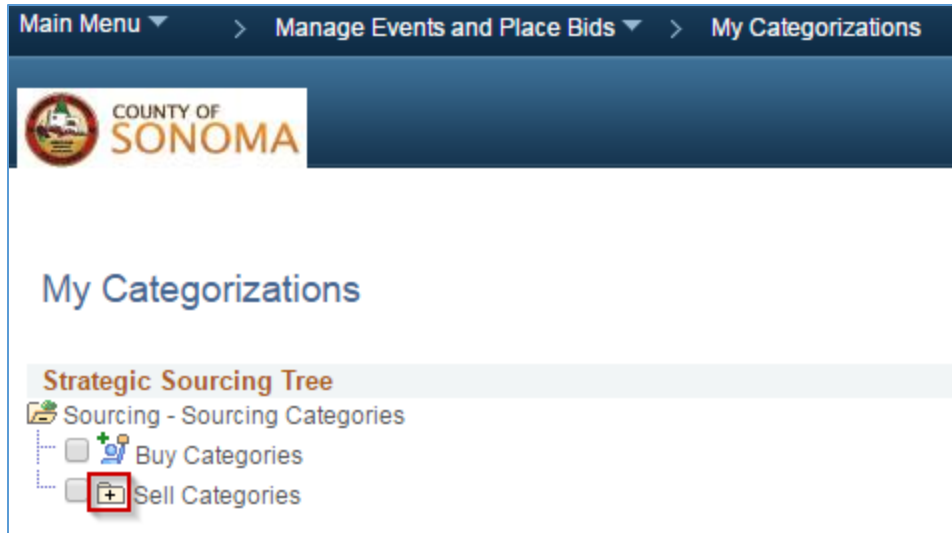 Main Menu > Manage Events and Place Bids > My Categorizations
COUNTY OF
SONOMA
My Categorizations
Strategic Sourcing Tree
Sourcing - Sourcing Categories
Buy Categories
Sell Categories